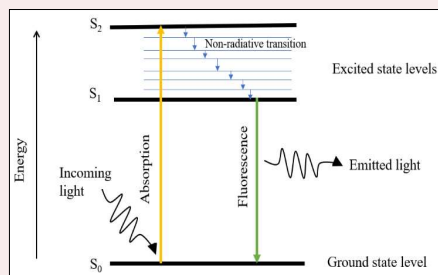 S2
Non-radiative transition
Excited state levels
S1
Energy
Incoming
light
Absorption
Fluorescence
Emitted light
S0
Ground state level